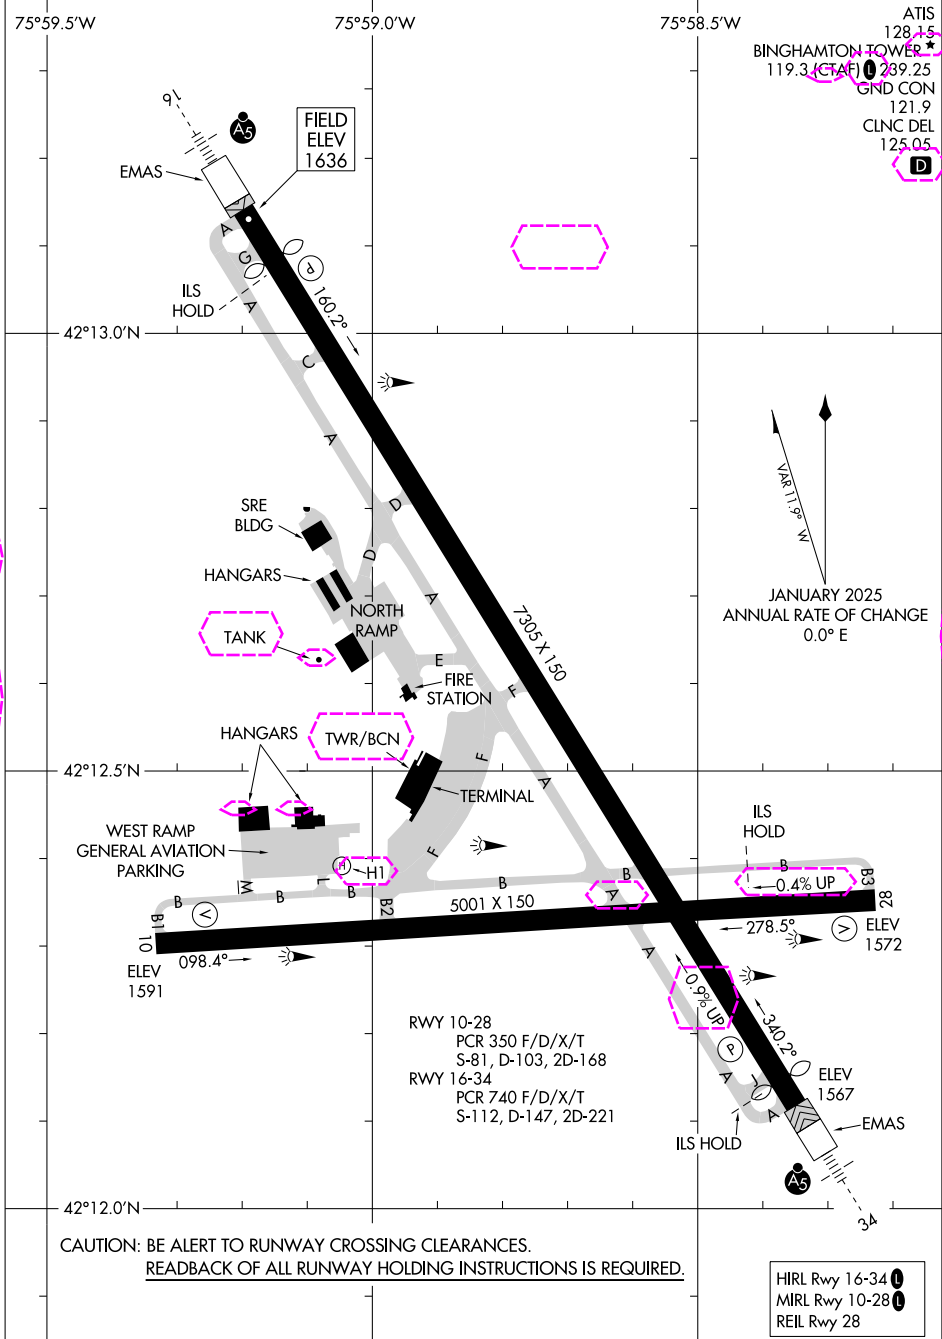 75°59.5'W
75°59.0'W
75°58.5'W
ATIS
128.15
BINGHAMTON TOWER
119.3 (CTAF) L 239.25
GND CON
121.9
CLNC DEL
125.05
D
16
A5
FIELD
ELEV
1636
EMAS
A
G
P
ILS
HOLD
A
160.2°
42°13.0'N
C
A
VAR 11.9° W
SRE
BLDG
D
D
HANGARS
NORTH
RAMP
A
JANUARY 2025
ANNUAL RATE OF CHANGE
0.0° E
7305 X 150
TANK
E
FIRE
STATION
F
HANGARS
TWR/BCN
F
42°12.5'N
A
TERMINAL
WEST RAMP
GENERAL AVIATION
PARKING
ILS
HOLD
F
H
H1
B
B
B
0.4% UP
B3
W
L
B
B
A
28
B1
V
B2
5001 X 150
278.5°
V
ELEV
1572
10
098.4°
ELEV
1591
A
0.9% UP
340.2°
RWY 10-28
PCR 350 F/D/X/T
S-81, D-103, 2D-168
RWY 16-34
PCR 740 F/D/X/T
S-112, D-147, 2D-221
P
A
J
ELEV
1567
A
EMAS
ILS HOLD
A5
42°12.0'N
34
CAUTION: BE ALERT TO RUNWAY CROSSING CLEARANCES.
READBACK OF ALL RUNWAY HOLDING INSTRUCTIONS IS REQUIRED.
HIRL Rwy 16-34 L
MIRL Rwy 10-28 L
REIL Rwy 28